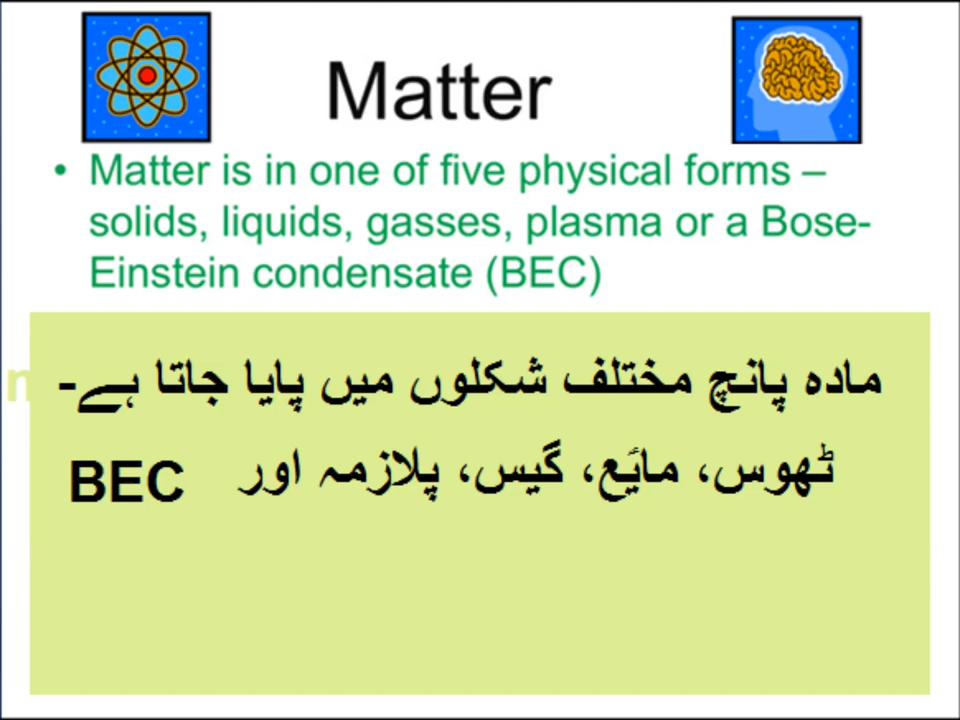 Matter
• Matter is in one of five physical forms –
solids, liquids, gasses, plasma or a Bose-
Einstein condensate (BEC)
مادہ پانچ مختلف شکلوں میں پایا جاتا ہے-
ٹھوس، مائع، گیس، پلازمہ اور BEC